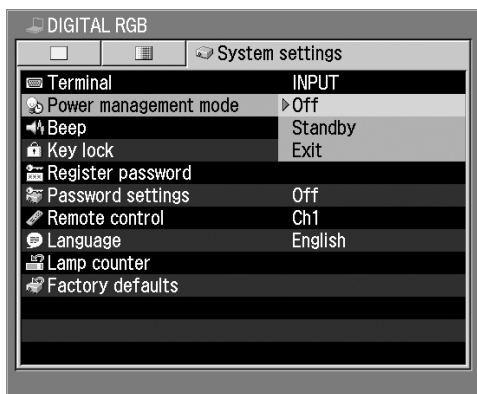 DIGITAL RGB
System settings
Terminal INPUT
Power management mode Off
Beep Standby
Key lock Exit
Register password
Password settings Off
Remote control Ch1
Language English
Lamp counter
Factory defaults